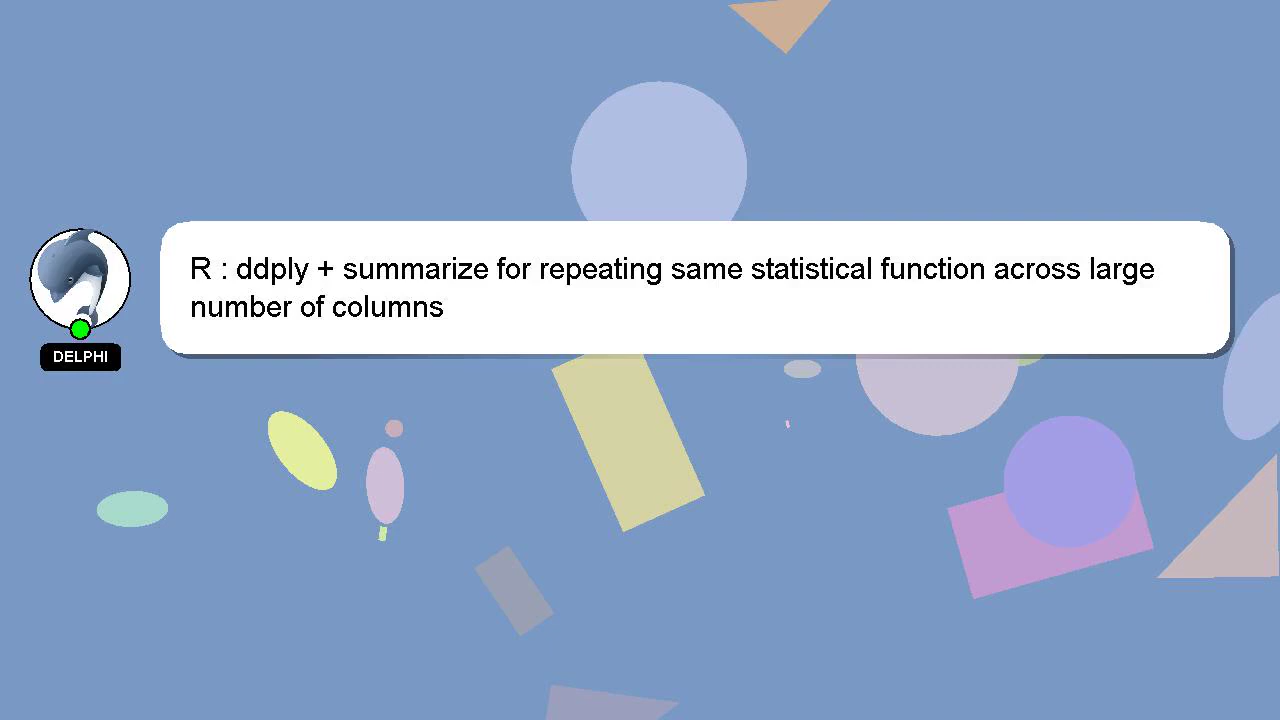 R : ddply + summarize for repeating same statistical function across large
number of columns
DELPHI